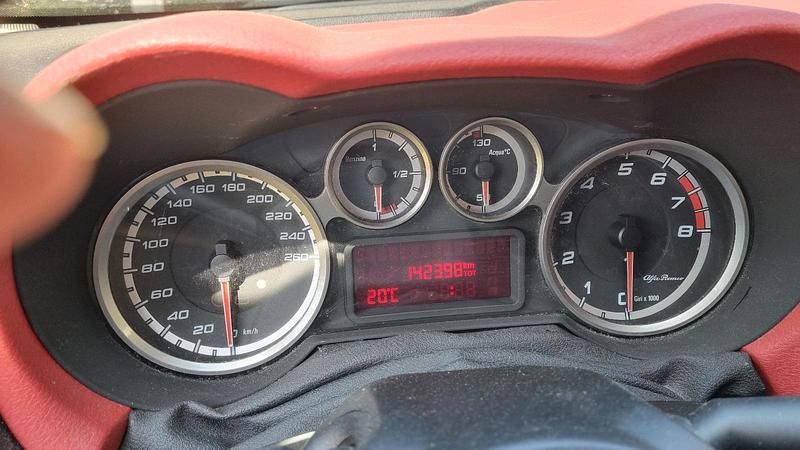 0 20 40 60 80 100 120 140 160 180 200 220 240 260
km/h
1
Benzina
1/2
130
Acqua°C
90
50
142398 km
TOT
20°C
0 1 2 3 4 5 6 7 8
Alfa Romeo
Giri x 1000